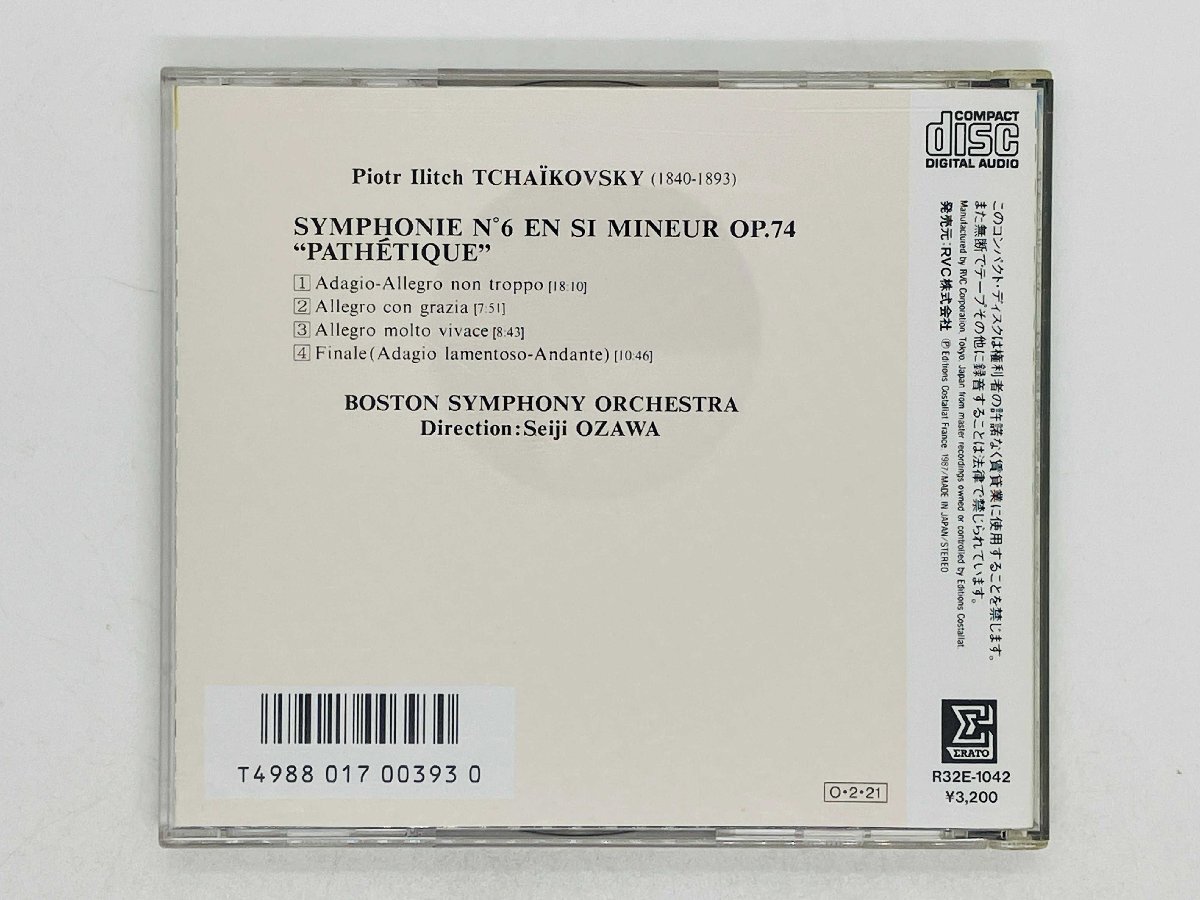 Piotr Ilitch TCHAÏKOVSKY (1840-1893)
SYMPHONIE N°6 EN SI MINEUR OP.74
“PATHÉTIQUE”
1 Adagio-Allegro non troppo [18:10]
2 Allegro con grazia [7:51]
3 Allegro molto vivace [8:43]
4 Finale(Adagio lamentoso-Andante) [10:46]
BOSTON SYMPHONY ORCHESTRA
Direction:Seiji OZAWA
T4988 017 00393 0
O•2•21
COMPACT
disc
DIGITAL AUDIO
このコンパクト・ディスクは権利者の許諾なく賃貸業に使用することを禁じます。
また無断でテープその他に録音することは法律で禁じられています。
Manufactured by RVC Corporation, Tokyo, Japan from master recordings owned or controlled by Editions Costallat.
発売元:RVC株式会社 Ⓟ Editions Costallat France. 1987/MADE IN JAPAN/STEREO
ERATO
R32E-1042
¥3,200